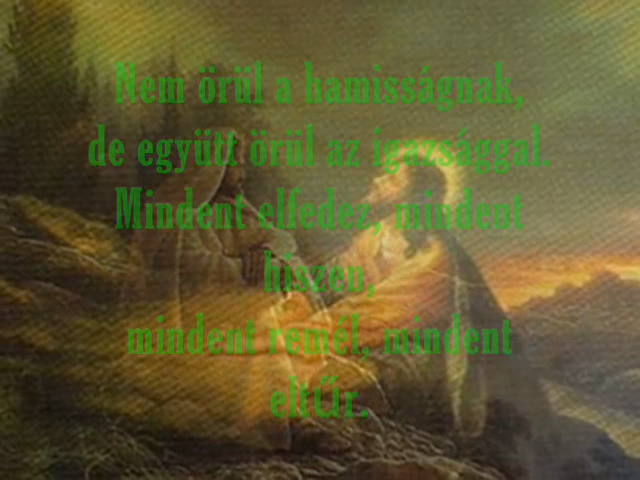 Nem örül a hamisságnak,
de együtt örül az igazsággal.
Mindent elfedez, mindent
hiszen,
mindent remél, mindent
eltŰr.